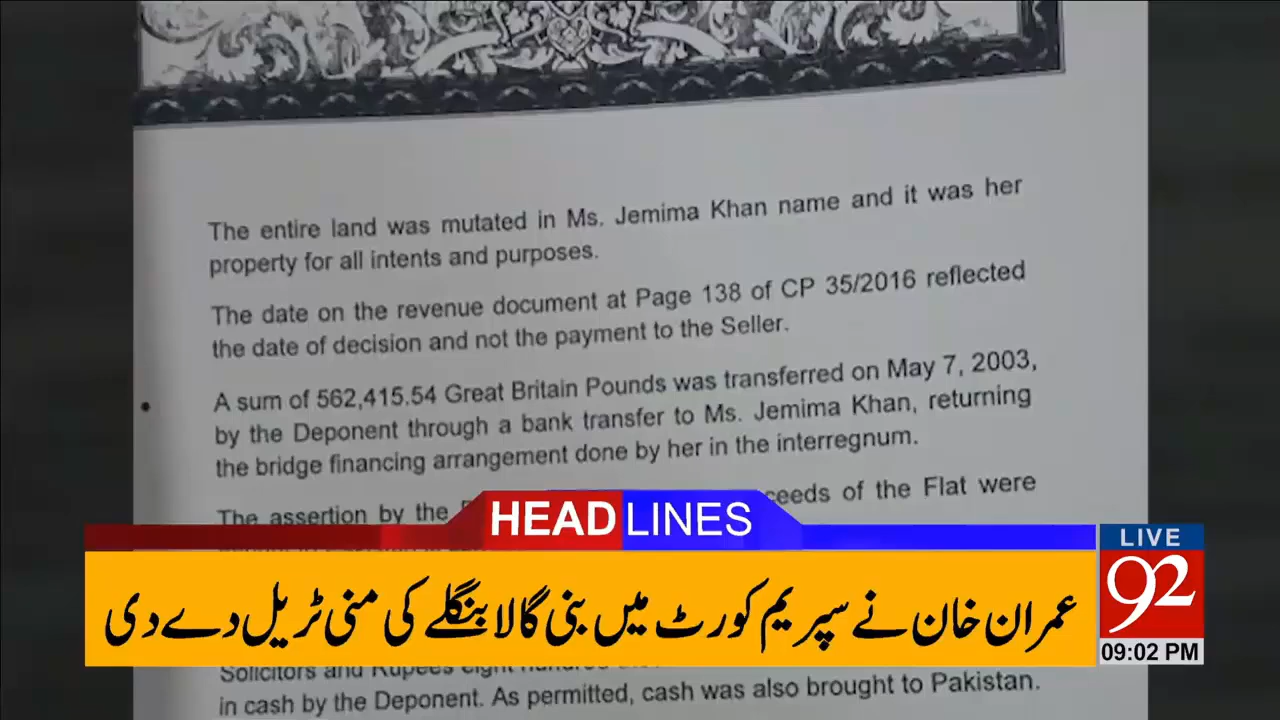 The entire land was mutated in Ms. Jemima Khan name and it was her
property for all intents and purposes.
The date on the revenue document at Page 138 of CP 35/2016 reflected
the date of decision and not the payment to the Seller.
• A sum of 562,415.54 Great Britain Pounds was transferred on May 7, 2003,
by the Deponent through a bank transfer to Ms. Jemima Khan, returning
the bridge financing arrangement done by her in the interregnum.
The assertion by the ceeds of the Flat were
HEADLINES
LIVE
عمران خان نے سپریم کورٹ میں بنی گالا بنگلے کی منی ٹریل دے دی
92
09:02 PM
Solicitors and Rupees eight hundred
in cash by the Deponent. As permitted, cash was also brought to Pakistan.